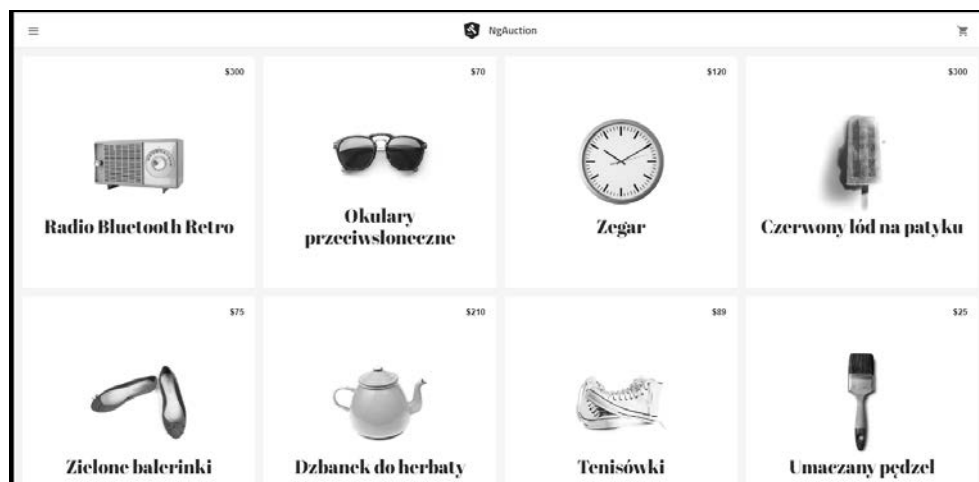 NgAuction
$300
Radio Bluetooth Retro
$70
Okulary
przeciwsłoneczne
$120
Zegar
$300
Czerwony lód na patyku
$75
Zielone balerinki
$210
Dzbanek do herbaty
$89
Tenisówki
$25
Umaczany pędzel